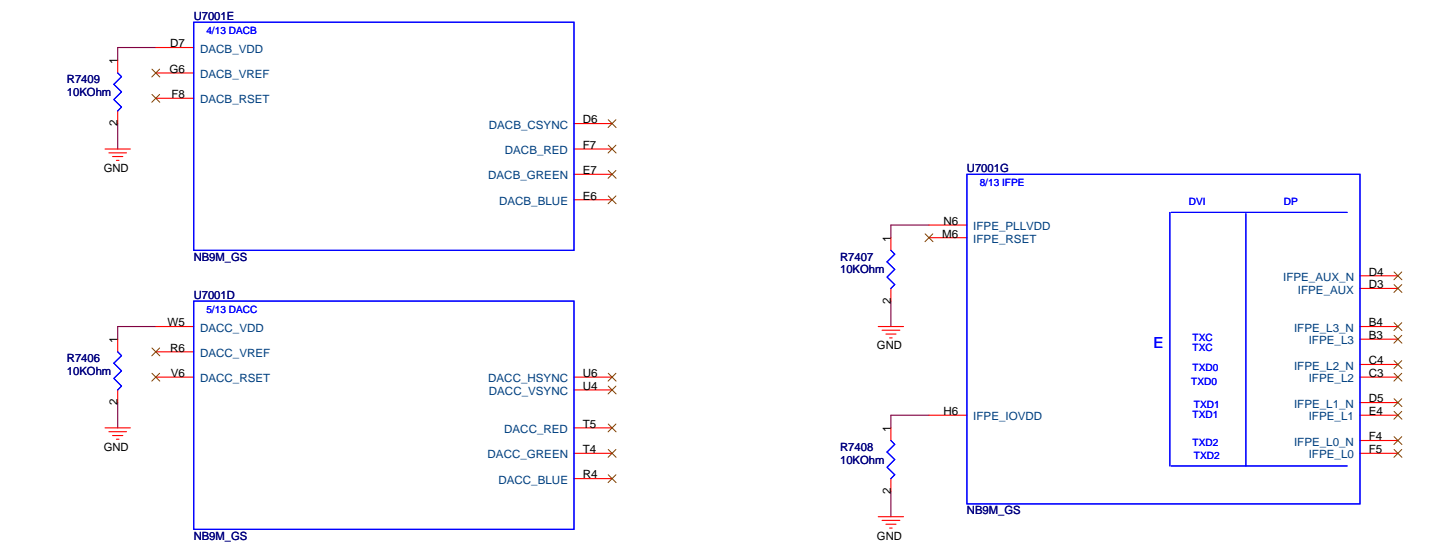 U7001E
4/13 DACB
D7 DACB_VDD
1
G6 DACB_VREF
R7409
10KOhm
F8 DACB_RSET
2
DACB_CSYNC D6
DACB_RED F7
GND
DACB_GREEN E7
DACB_BLUE E6
NB9M_GS
U7001D
5/13 DACC
W5 DACC_VDD
1
R6 DACC_VREF
R7406
10KOhm
V6 DACC_RSET
2
DACC_HSYNC U6
DACC_VSYNC U4
DACC_RED T5
GND
DACC_GREEN T4
DACC_BLUE R4
NB9M_GS
U7001G
8/13 IFPE
DVI DP
N6 IFPE_PLLVDD
M6 IFPE_RSET
1
R7407
10KOhm
2
GND
IFPE_AUX_N D4
IFPE_AUX D3
IFPE_L3_N B4
E TXC IFPE_L3 B3
TXC
TXD0 IFPE_L2_N C4
TXD0 IFPE_L2 C3
TXD1 IFPE_L1_N D5
TXD1 IFPE_L1 E4
H6 IFPE_IOVDD
1
TXD2 IFPE_L0_N F4
TXD2 IFPE_L0 F5
R7408
10KOhm
2
GND
NB9M_GS